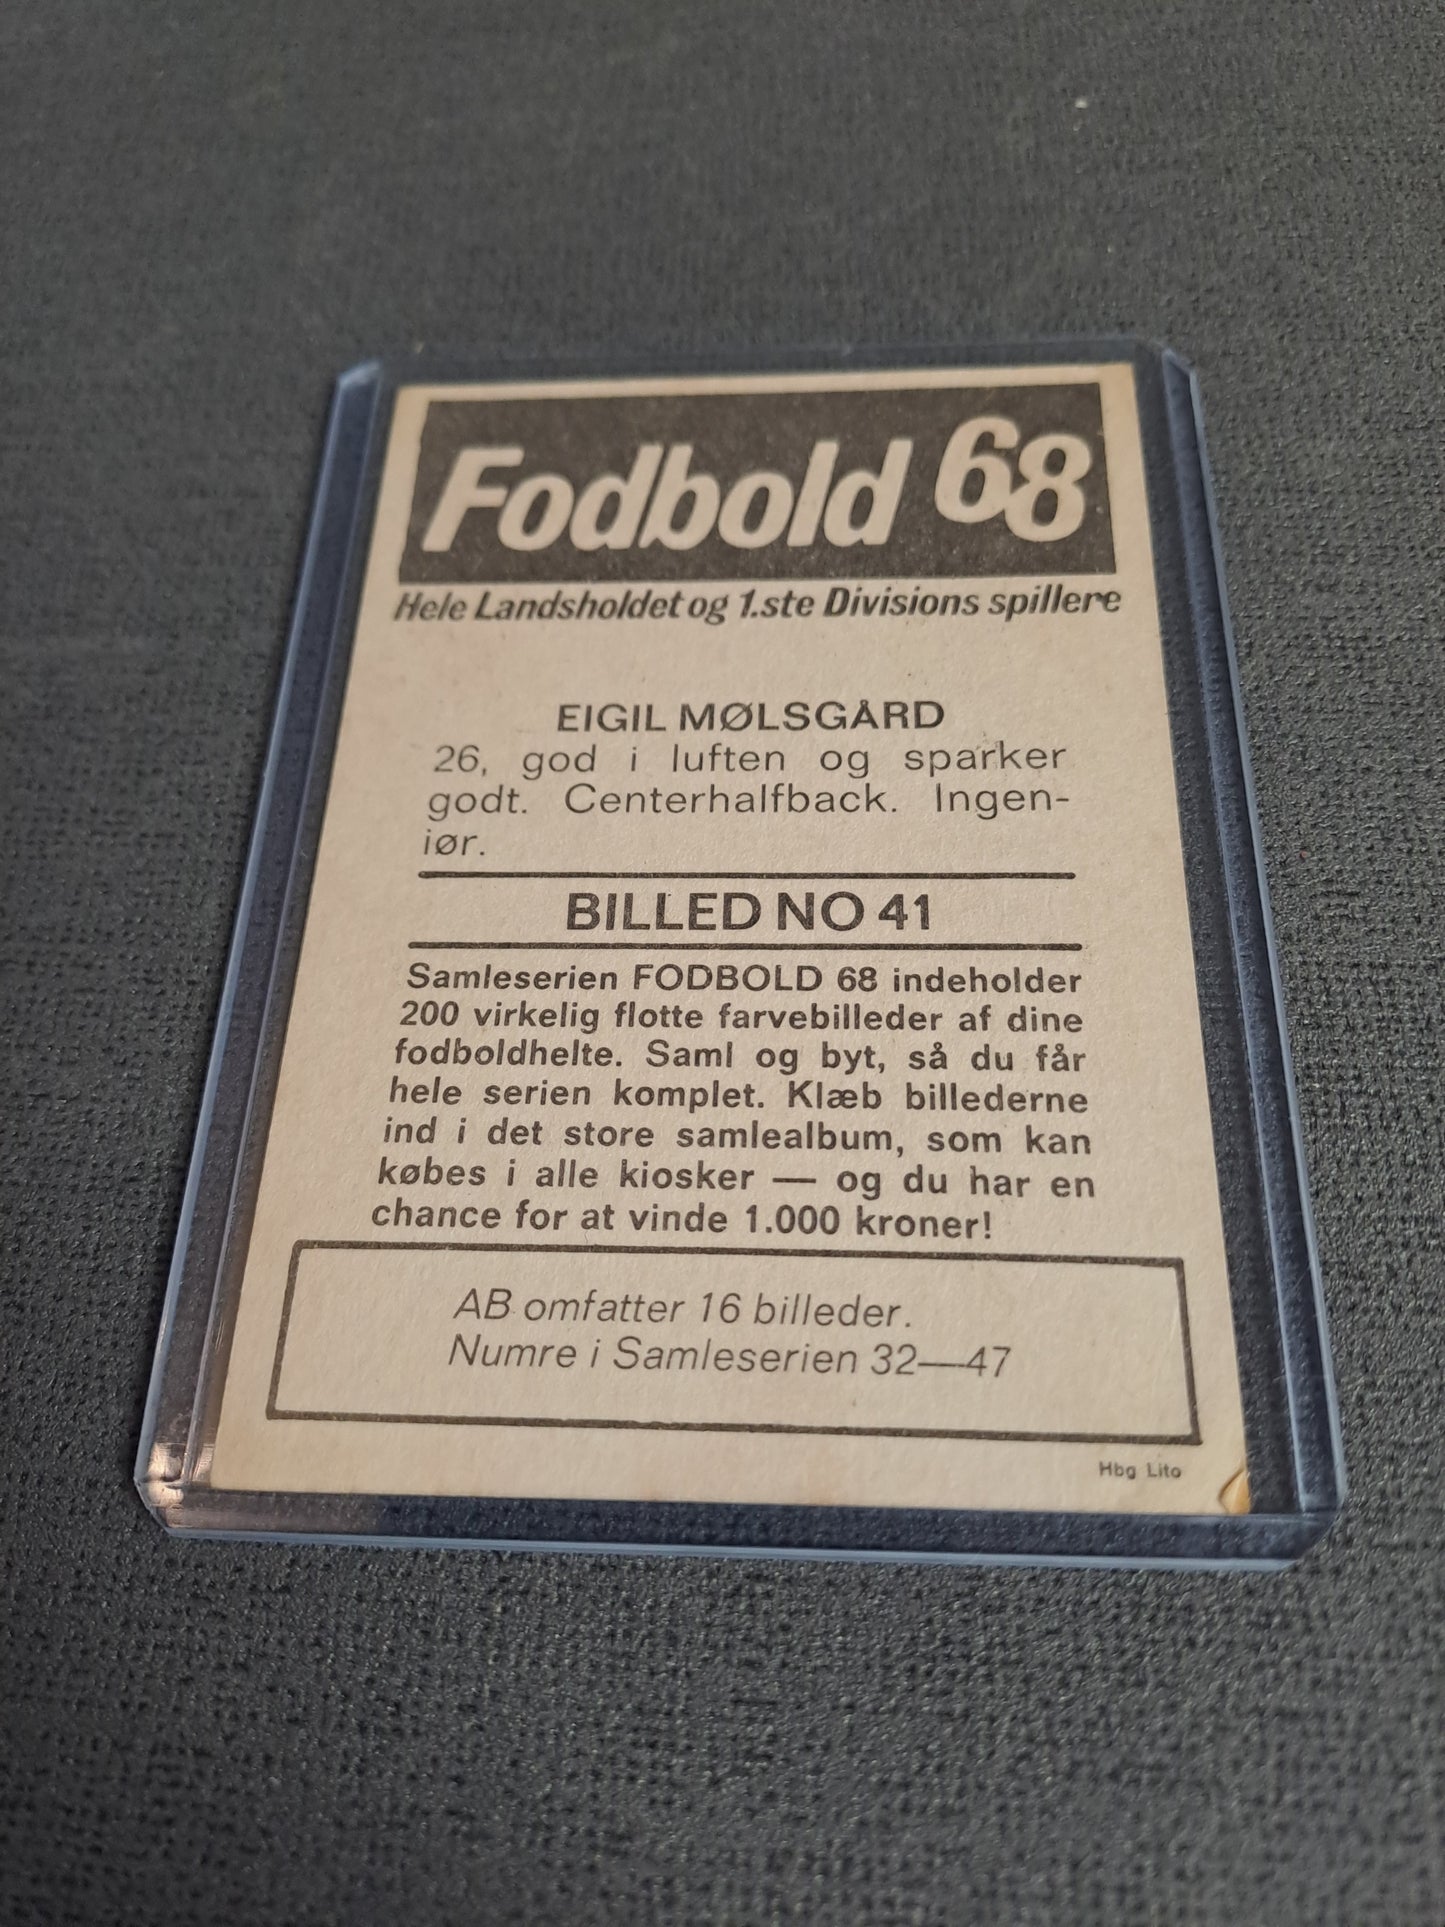 Fodbold 68
Hele Landsholdet og 1.ste Divisions spillere
EIGIL MØLSGÅRD
26, god i luften og sparker
godt. Centerhalfback. Ingen-
iør.
BILLED NO 41
Samleserien FODBOLD 68 indeholder
200 virkelig flotte farvebilleder af dine
fodboldhelte. Saml og byt, så du får
hele serien komplet. Klæb billederne
ind i det store samlealbum, som kan
købes i alle kiosker — og du har en
chance for at vinde 1.000 kroner!
AB omfatter 16 billeder.
Numre i Samleserien 32—47
Hbg Lito